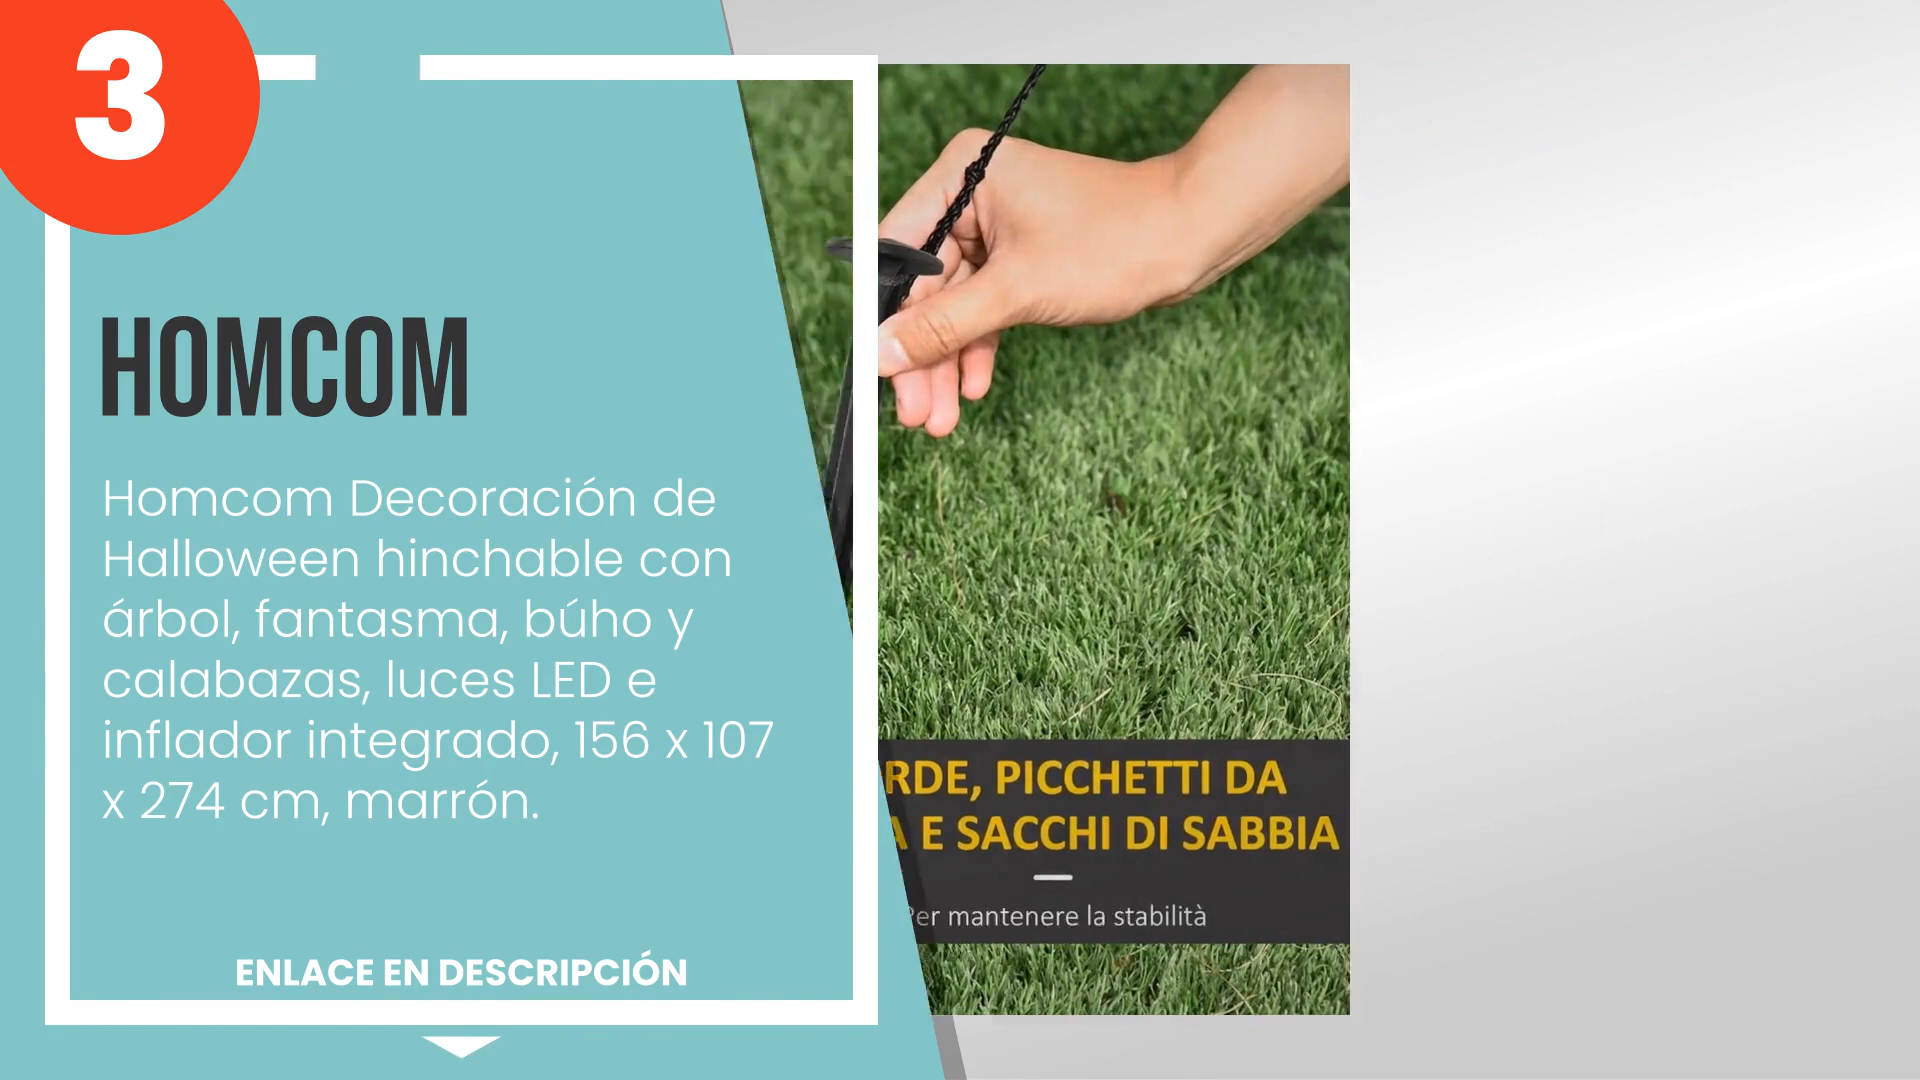 3
HOMCOM
Homcom Decoración de
Halloween hinchable con
árbol, fantasma, búho y
calabazas, luces LED e
inflador integrado, 156 x 107
x 274 cm, marrón.
ENLACE EN DESCRIPCIÓN
RDE, PICCHETTI DA
A E SACCHI DI SABBIA
Per mantenere la stabilità